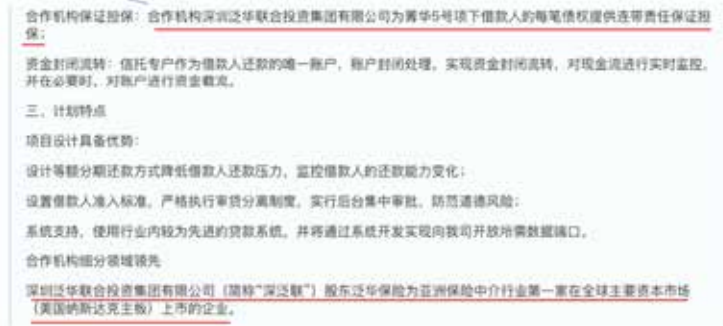 合作机构保证担保：合作机构深圳泛华联合投资集团有限公司为菁华5号项下借款人的每笔债权提供连带责任保证担
保；
资金封闭流转：信托专户作为借款人还款的唯一账户，账户封闭处理，实现资金封闭流转，对现金流进行实时监控，
并在必要时，对账户进行资金截流。
三、计划特点
项目设计具备优势：
设计等额分期还款方式降低借款人还款压力，监控借款人的还款能力变化；
设置借款人准入标准，严格执行审贷分离制度，实行后台集中审批，防范道德风险；
系统支持，使用行业内较为先进的贷款系统，并将通过系统开发实现向我司开放所需数据端口。
合作机构细分领域领先
深圳泛华联合投资集团有限公司（简称“深泛联”）股东泛华保险为亚洲保险中介行业第一家在全球主要资本市场
（美国纳斯达克主板）上市的企业。